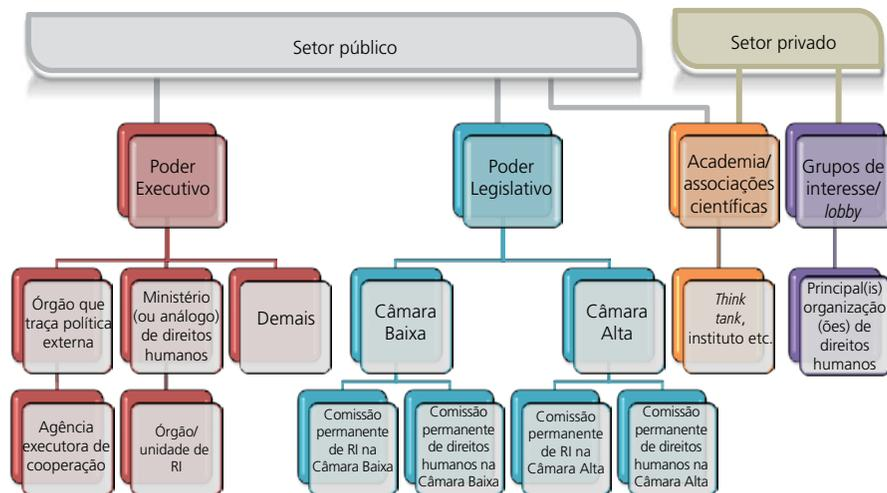 Setor público
Setor privado
Poder
Executivo
Poder
Legislativo
Academia/
associações
científicas
Grupos de
interesse/
lobby
Órgão que
traça política
externa
Ministério
(ou análogo)
de direitos
humanos
Demais
Câmara
Baixa
Câmara
Alta
Think
tank,
instituto etc.
Principal(is)
organização
(ões) de
direitos
humanos
Agência
executora de
cooperação
Órgão/
unidade de
RI
Comissão
permanente
de RI na
Câmara Baixa
Comissão
permanente
de direitos
humanos na
Câmara Baixa
Comissão
permanente
de RI na
Câmara Alta
Comissão
permanente
de direitos
humanos na
Câmara Alta